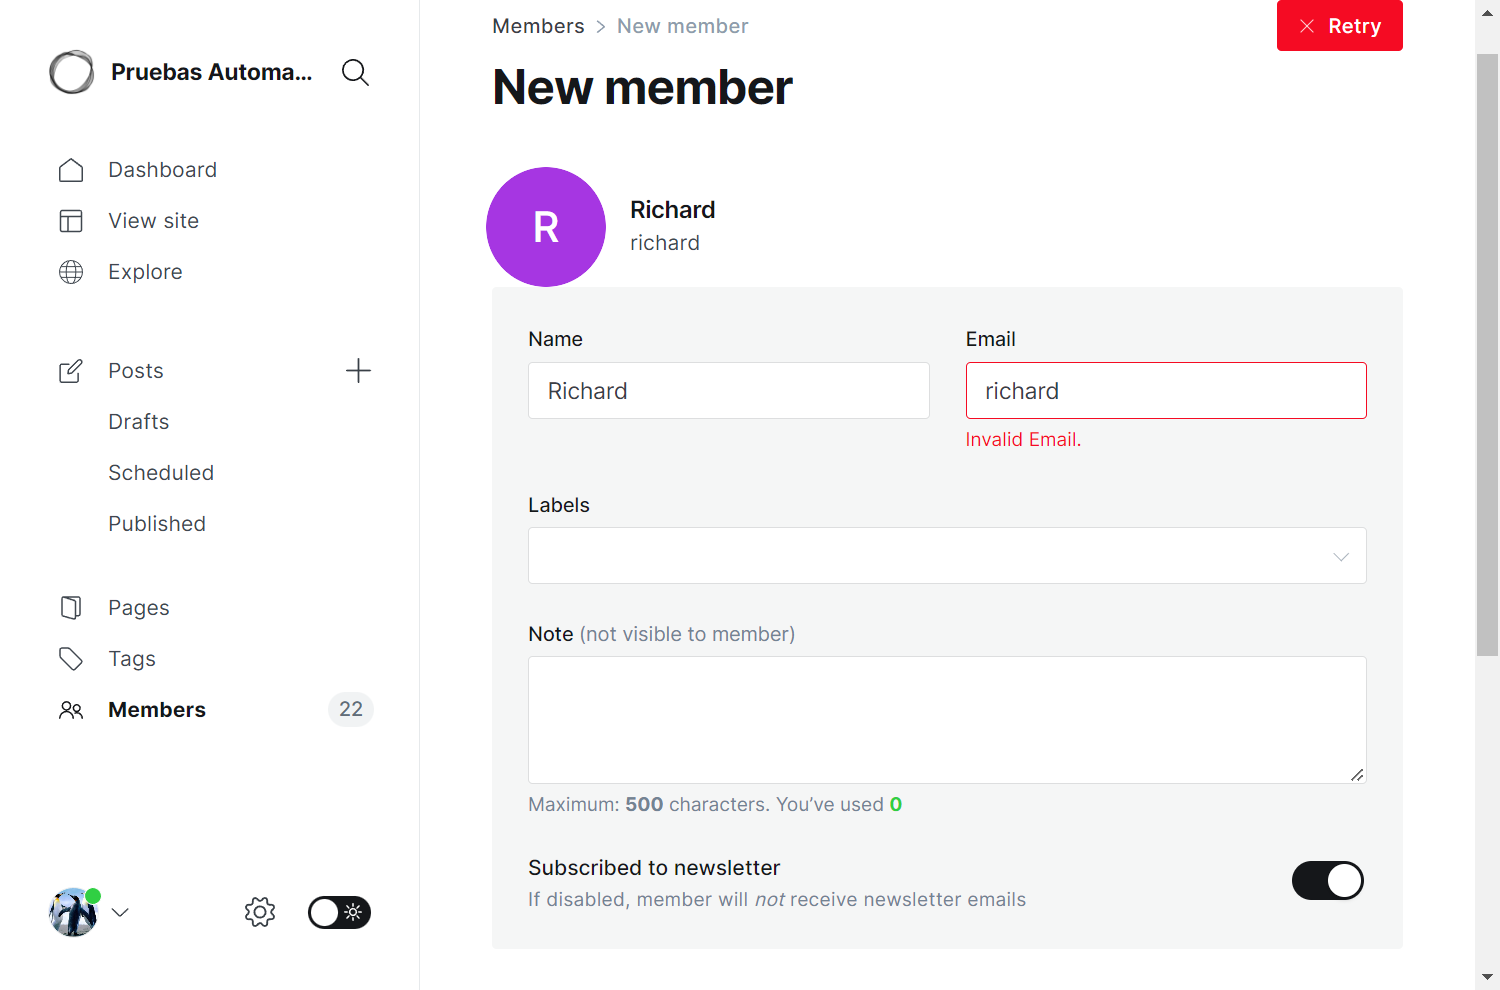 Pruebas Automa...
Dashboard
View site
Explore
Posts
Drafts
Scheduled
Published
Pages
Tags
Members
22
Members > New member
Retry
New member
R
Richard
richard
Name
Email
Richard
richard
Invalid Email.
Labels
Note (not visible to member)
Maximum: 500 characters. You’ve used 0
Subscribed to newsletter
If disabled, member will not receive newsletter emails